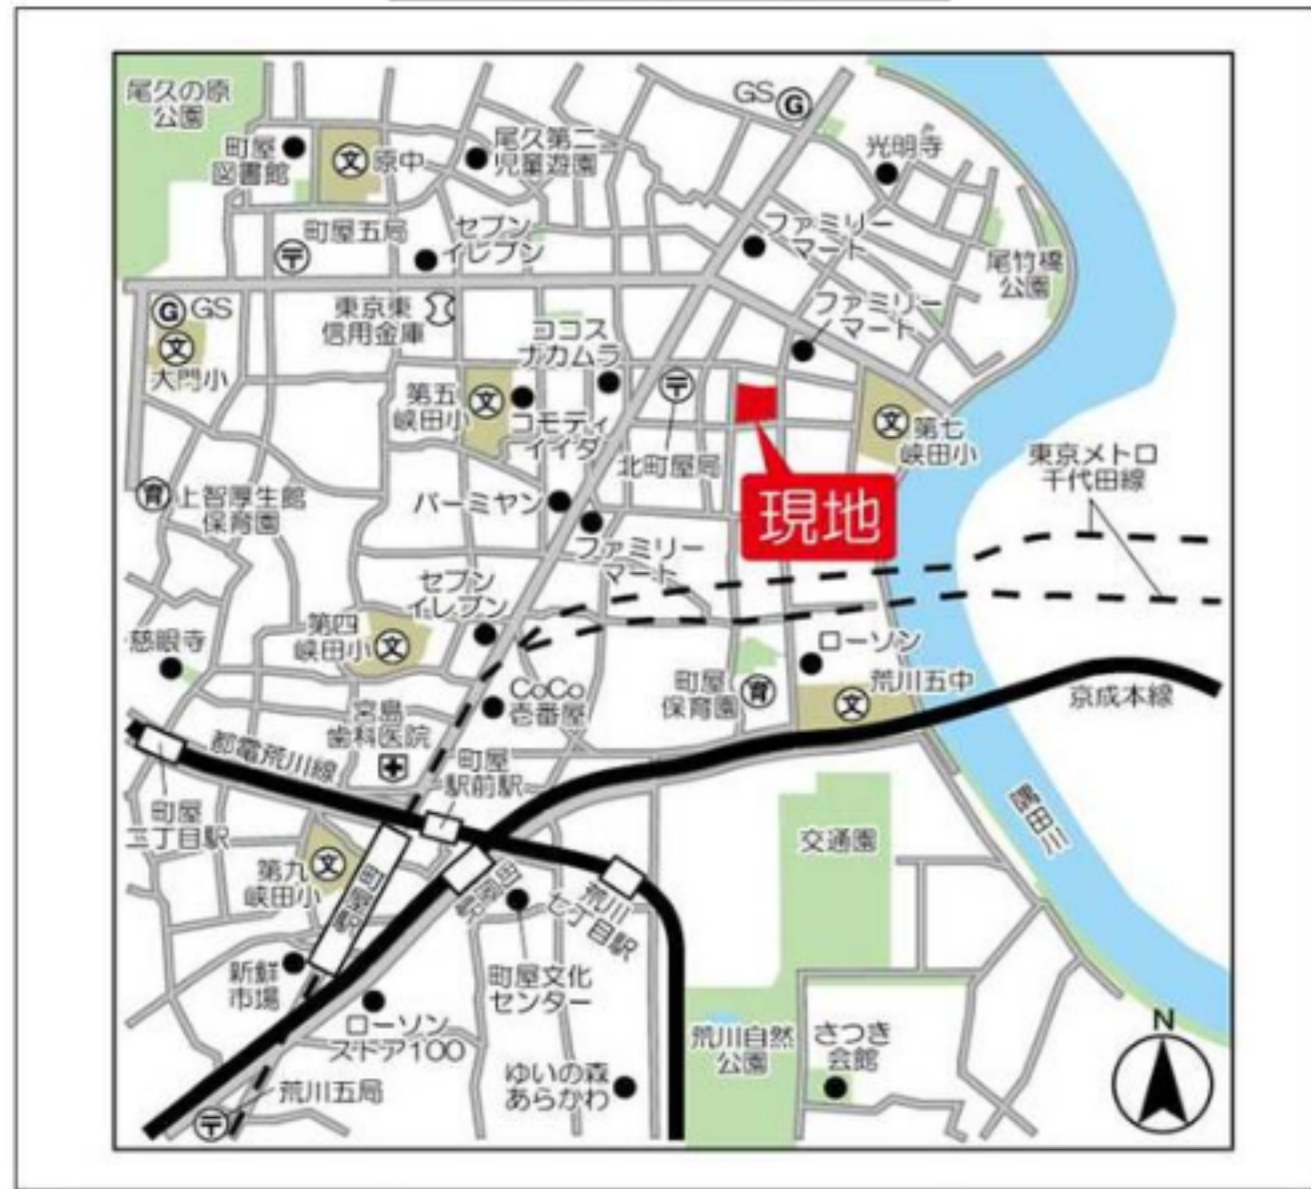 尾久の原
公園
町屋
図書館
文
原中
尾久第二
児童遊園
GS
G
光明寺
町屋五局
〒
セブン
イレブン
ファミリー
マート
尾竹橋
公園
G
GS
文
大門小
東京東
信用金庫
ココス
ナカムラ
ファミリー
マート
第五
峡田小
文
コモディ
イイダ
〒
北町屋局
文
第七
峡田小
東京メトロ
千代田線
現地
育
上智厚生館
保育園
バーミヤン
ファミリー
マート
セブン
イレブン
慈眼寺
第四
峡田小
文
ローソン
町屋
保育園
育
荒川五中
文
京成本線
CoCo
壱番屋
宮島
歯科医院
都電荒川線
町屋
駅前駅
町屋
二丁目駅
隅田川
交通園
第九
峡田小
文
町屋駅
町屋駅
荒川
七丁目駅
新鮮
市場
町屋文化
センター
ローソン
ストア100
荒川自然
公園
さつき
会館
N
ゆいの森
あらかわ
荒川五局
〒